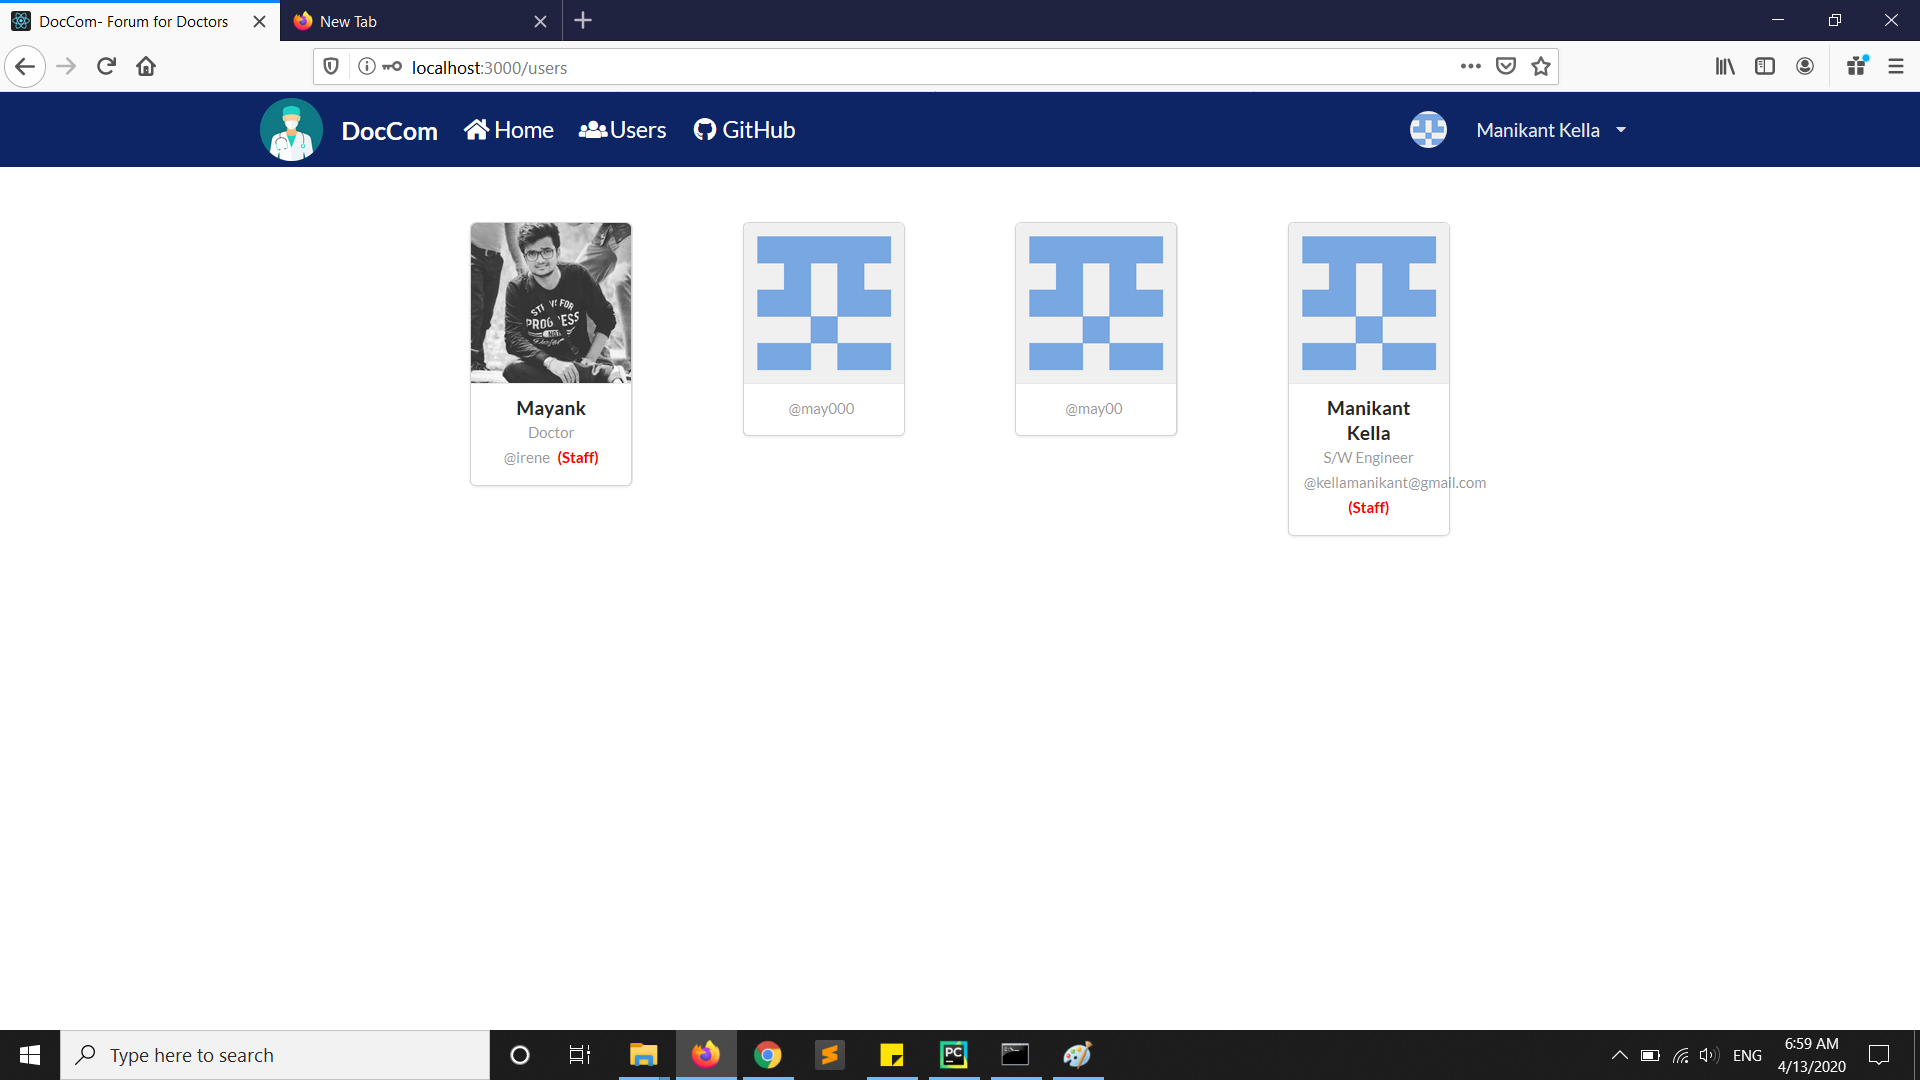 DocCom- Forum for Doctors
New Tab
localhost:3000/users
DocCom
Home
Users
GitHub
Manikant Kella
PROG
Mayank
Doctor
@irene (Staff)
@may000
@may00
Manikant
Kella
S/W Engineer
@kellamanikant@gmail.com
(Staff)
Type here to search
PC
ENG
6:59 AM
4/13/2020